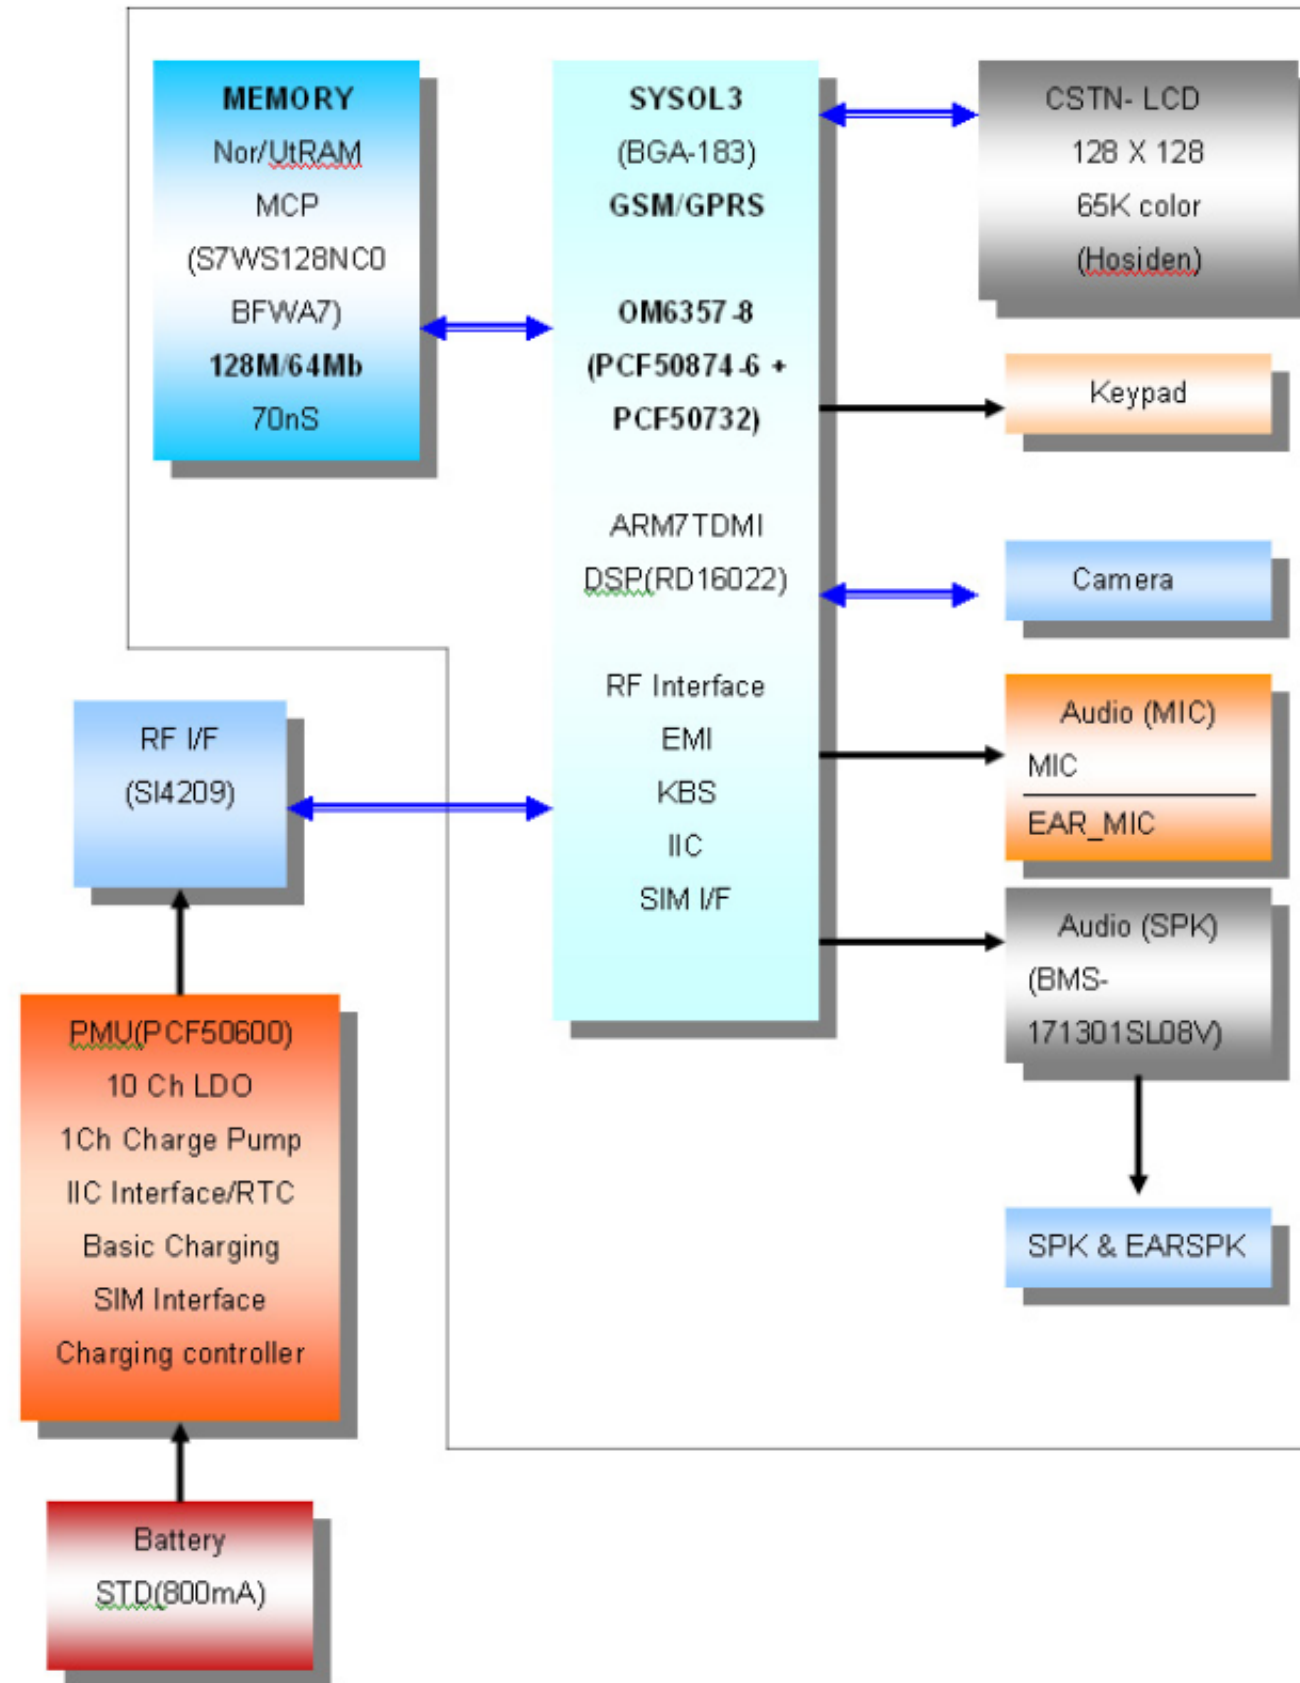 MEMORY
Nor/UtRAM
MCP
(S7WS128NC0
BFWA7)
128M/64Mb
70nS
SYSOL3
(BGA-183)
GSM/GPRS
OM6357-8
(PCF50874-6 +
PCF50732)
ARM7TDMI
DSP(RD16022)
RF Interface
EMI
KBS
IIC
SIM I/F
CSTN- LCD
128 X 128
65K color
(Hosiden)
Keypad
Camera
Audio (MIC)
MIC
EAR_MIC
Audio (SPK)
(BMS-
171301SL08V)
SPK & EARSPK
RF I/F
(SI4209)
PMU(PCF50600)
10 Ch LDO
1Ch Charge Pump
IIC Interface/RTC
Basic Charging
SIM Interface
Charging controller
Battery
STD(800mA)